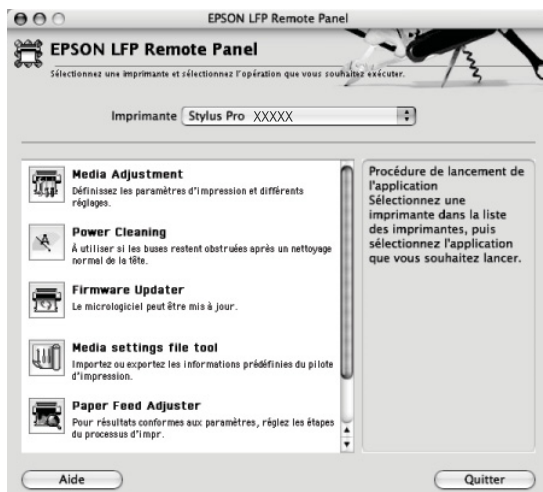 EPSON LFP Remote Panel
EPSON LFP Remote Panel
Sélectionnez une imprimante et sélectionnez l'opération que vous souhaitez exécuter.
Imprimante Stylus Pro XXXXX
Media Adjustment
Définissez les paramètres d'impression et différents
réglages.
Power Cleaning
À utiliser si les buses restent obstruées après un nettoyage
normal de la tête.
Firmware Updater
Le micrologiciel peut être mis à jour.
Media settings file tool
Importez ou exportez les informations prédéfinies du pilote
d'impression.
Paper Feed Adjuster
Pour résultats conformes aux paramètres, réglez les étapes
du processus d'impr.
Procédure de lancement de
l'application
Sélectionnez une
imprimante dans la liste
des imprimantes, puis
sélectionnez l'application
que vous souhaitez lancer.
Aide
Quitter